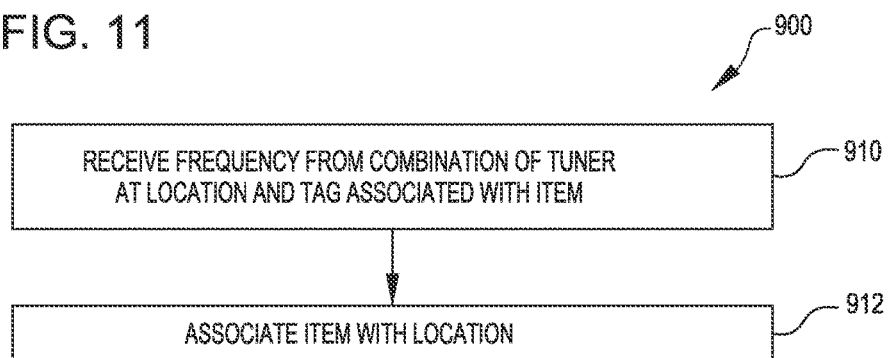 FIG. 11
900
RECEIVE FREQUENCY FROM COMBINATION OF TUNER
AT LOCATION AND TAG ASSOCIATED WITH ITEM
910
ASSOCIATE ITEM WITH LOCATION
912